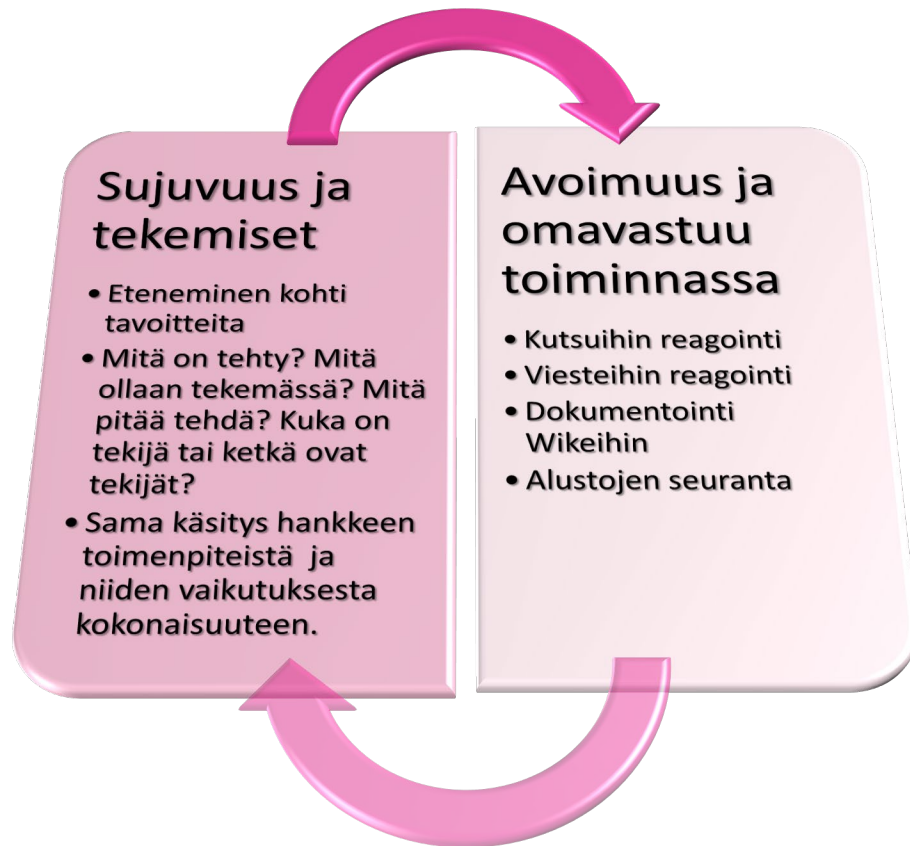 Sujuvuus ja
tekemiset
• Eteneminen kohti
tavoitteita
• Mitä on tehty? Mitä
ollaan tekemässä? Mitä
pitää tehdä? Kuka on
tekijä tai ketkä ovat
tekijät?
• Sama käsitys hankkeen
toimenpiteistä ja
niiden vaikutuksesta
kokonaisuuteen.
Avoimuus ja
omavastuu
toiminnassa
• Kutsuihin reagointi
• Viesteihin reagointi
• Dokumentointi
Wikeihin
• Alustojen seuranta